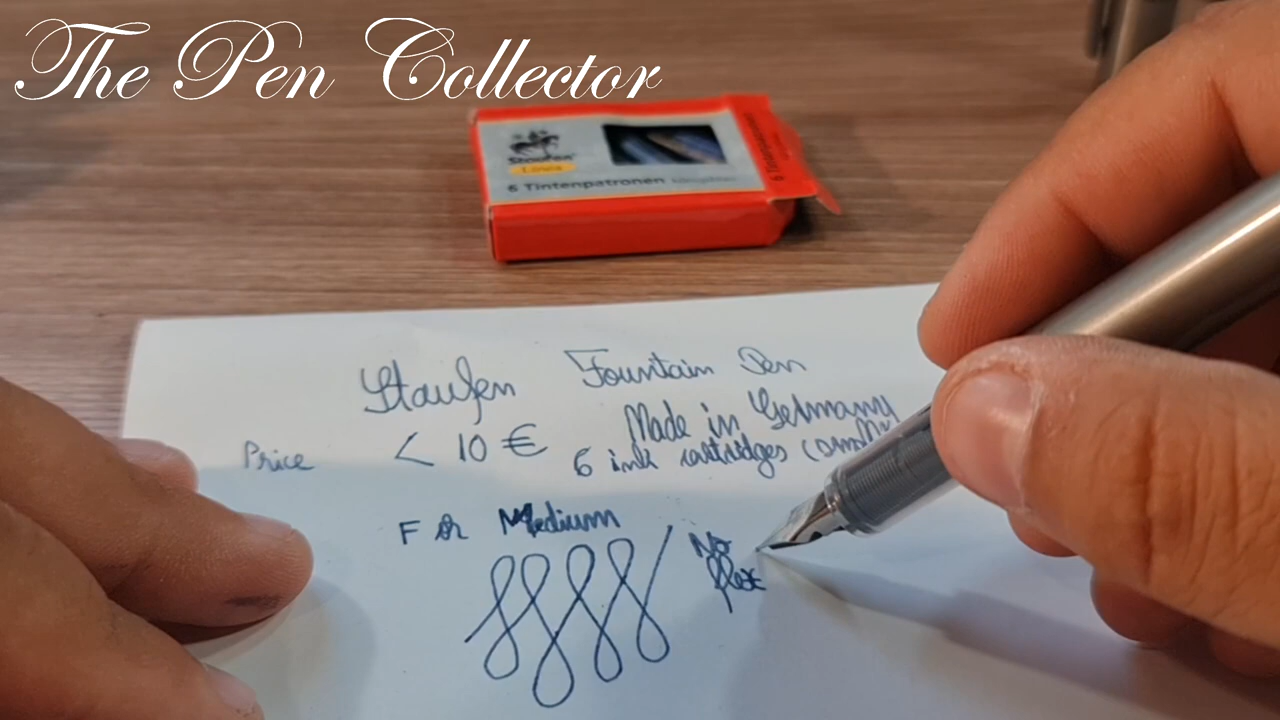 The Pen Collector
Staufen
Linea
6 Tintenpatronen
Staufen Fountain Pen
Made in Germany
Price < 10 €
6 ink cartridges
F or Medium
No
flex